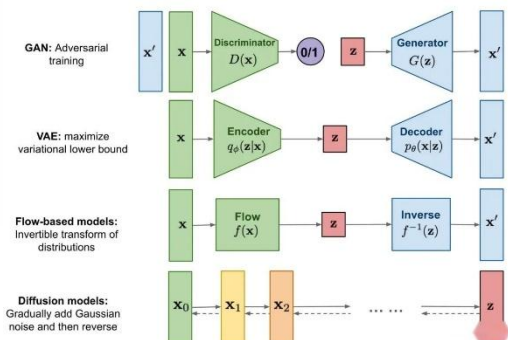 GAN: Adversarial
training
x′
x
Discriminator
D(x)
0/1
z
Generator
G(z)
x′
VAE: maximize
variational lower bound
x
Encoder
qϕ(z|x)
z
Decoder
pθ(x|z)
x′
Flow-based models:
Invertible transform of
distributions
x
Flow
f(x)
z
Inverse
f⁻¹(z)
x′
Diffusion models:
Gradually add Gaussian
noise and then reverse
x₀
x₁
x₂
... ...
z